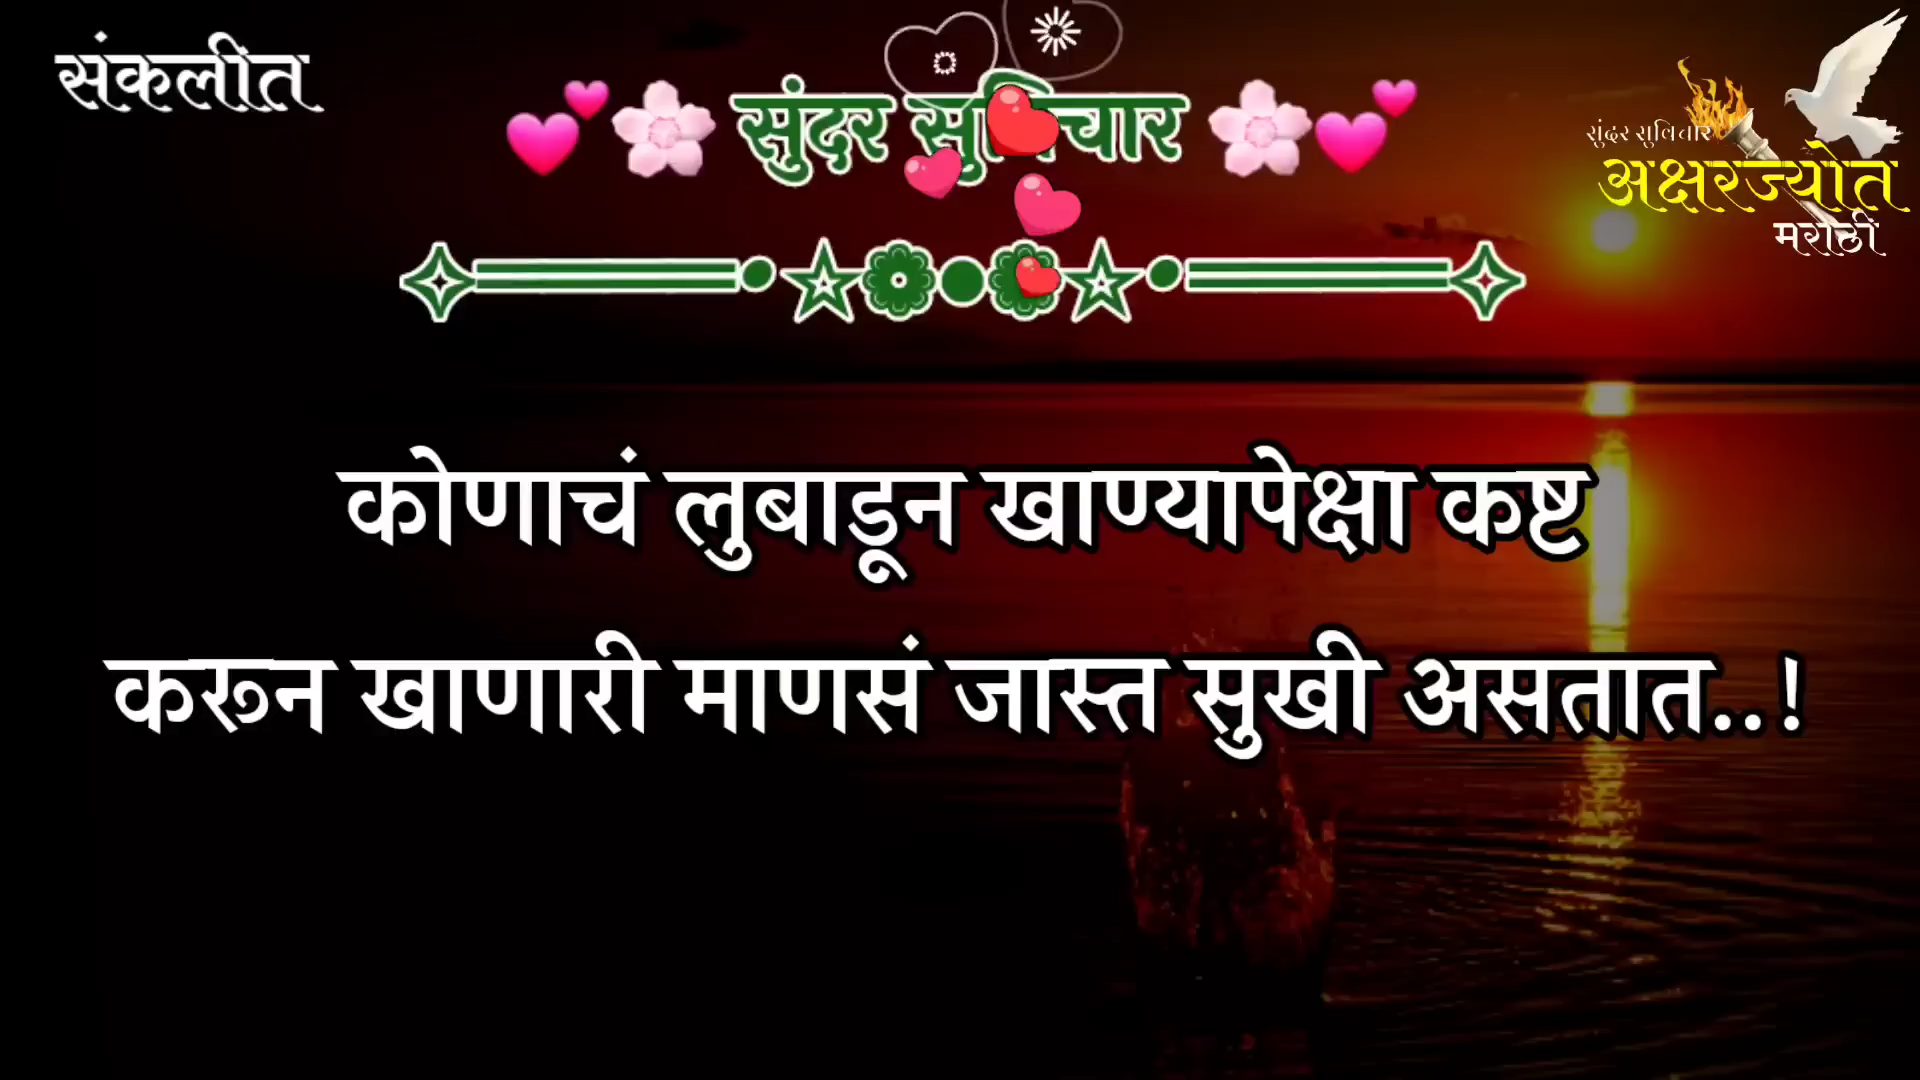 संकलीत
सुंदर सुविचार
सुंदर सुविचार
अक्षरज्योत
मराठी
कोणाचं लुबाडून खाण्यापेक्षा कष्ट
करून खाणारी माणसं जास्त सुखी असतात..!